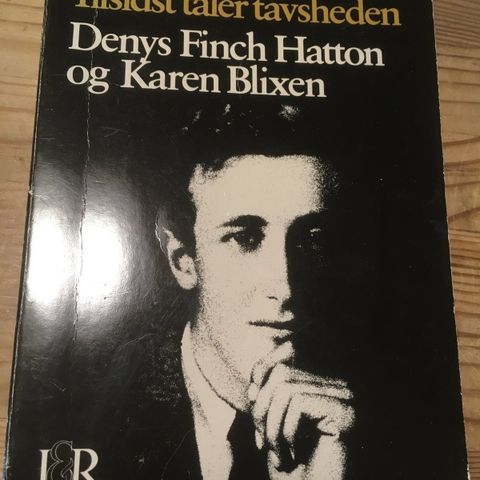 Tilsidst taler tavsheden
Denys Finch Hatton
og Karen Blixen
L&R